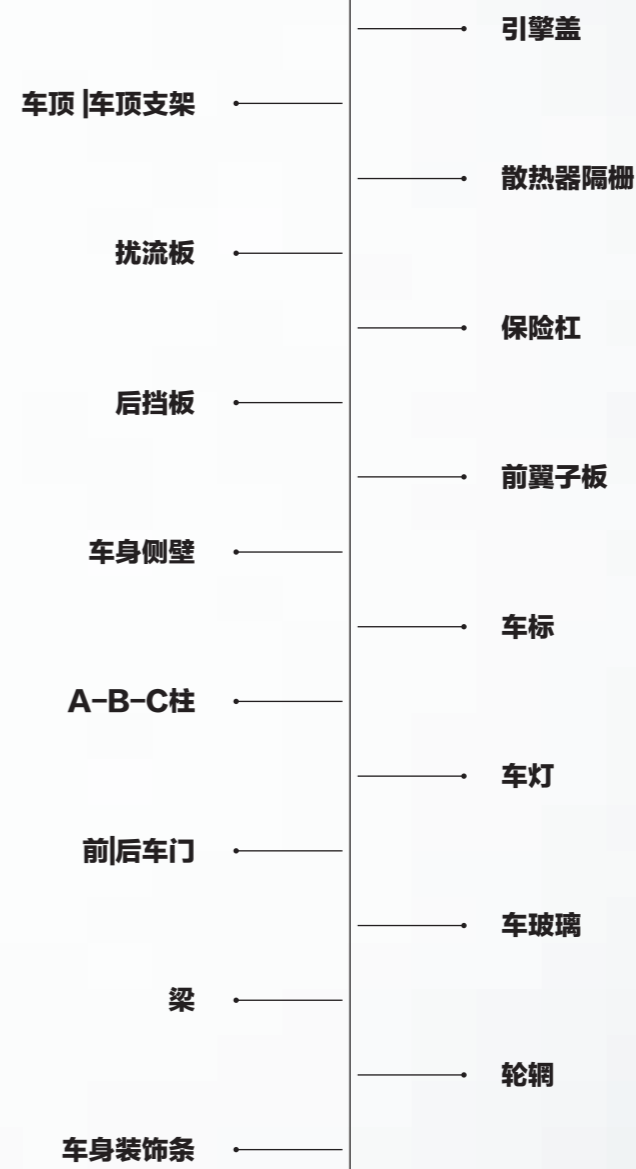 引擎盖
车顶 |车顶支架
散热器隔栅
扰流板
保险杠
后挡板
前翼子板
车身侧壁
车标
A-B-C柱
车灯
前|后车门
车玻璃
梁
轮辋
车身装饰条